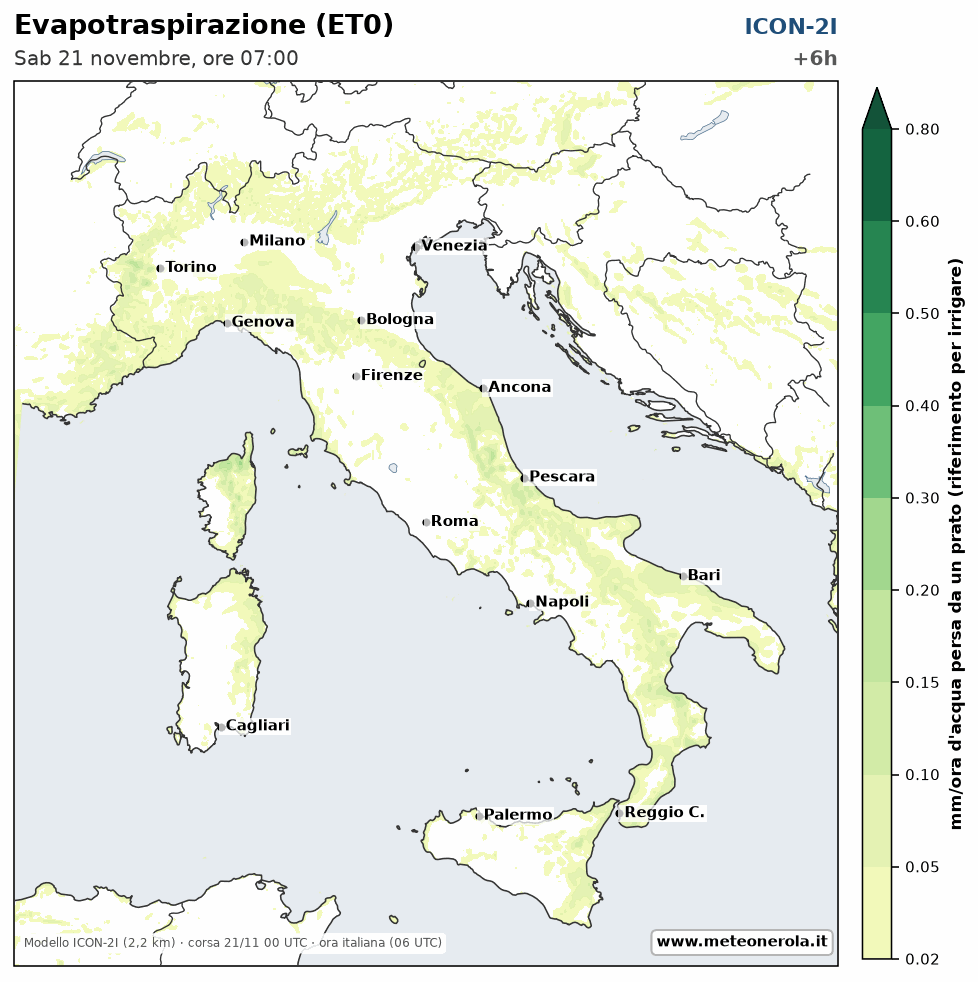 Evapotraspirazione (ET0)
ICON-2I
Sab 21 novembre, ore 07:00
+6h
Milano
Venezia
Torino
Genova
Bologna
Firenze
Ancona
Pescara
Roma
Bari
Napoli
Cagliari
Palermo
Reggio C.
0.80
0.60
0.50
0.40
0.30
0.20
0.15
0.10
0.05
0.02
mm/ora d'acqua persa da un prato (riferimento per irrigare)
Modello ICON-2I (2,2 km) · corsa 21/11 00 UTC · ora italiana (06 UTC)
www.meteonerola.it